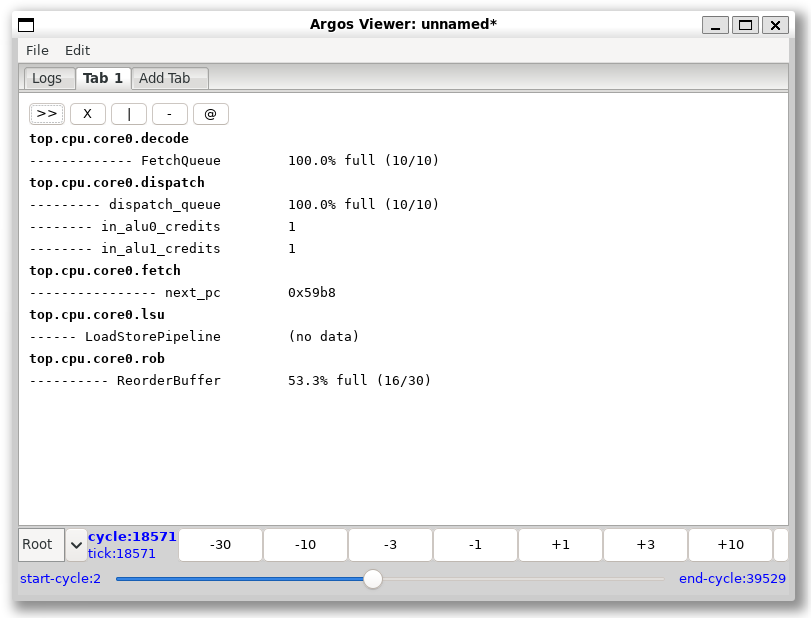 Argos Viewer: unnamed*
File Edit
Logs Tab 1 Add Tab
>> X | - @
top.cpu.core0.decode
------------- FetchQueue 100.0% full (10/10)
top.cpu.core0.dispatch
--------- dispatch_queue 100.0% full (10/10)
-------- in_alu0_credits 1
-------- in_alu1_credits 1
top.cpu.core0.fetch
---------------- next_pc 0x59b8
top.cpu.core0.lsu
------ LoadStorePipeline (no data)
top.cpu.core0.rob
---------- ReorderBuffer 53.3% full (16/30)
Root cycle:18571 -30 -10 -3 -1 +1 +3 +10
tick:18571
start-cycle:2 end-cycle:39529